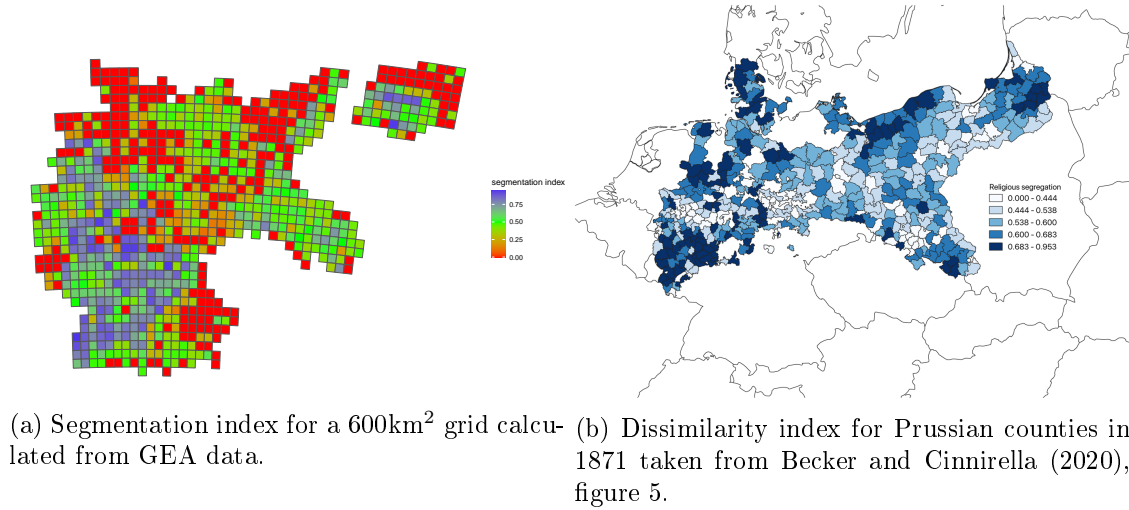 segmentation index
0.75
0.50
0.25
0.00
Religious segregation
0.000 - 0.444
0.444 - 0.538
0.538 - 0.600
0.600 - 0.683
0.683 - 0.953
(a) Segmentation index for a 600km² grid calcu-
lated from GEA data.
(b) Dissimilarity index for Prussian counties in
1871 taken from Becker and Cinnirella (2020),
figure 5.